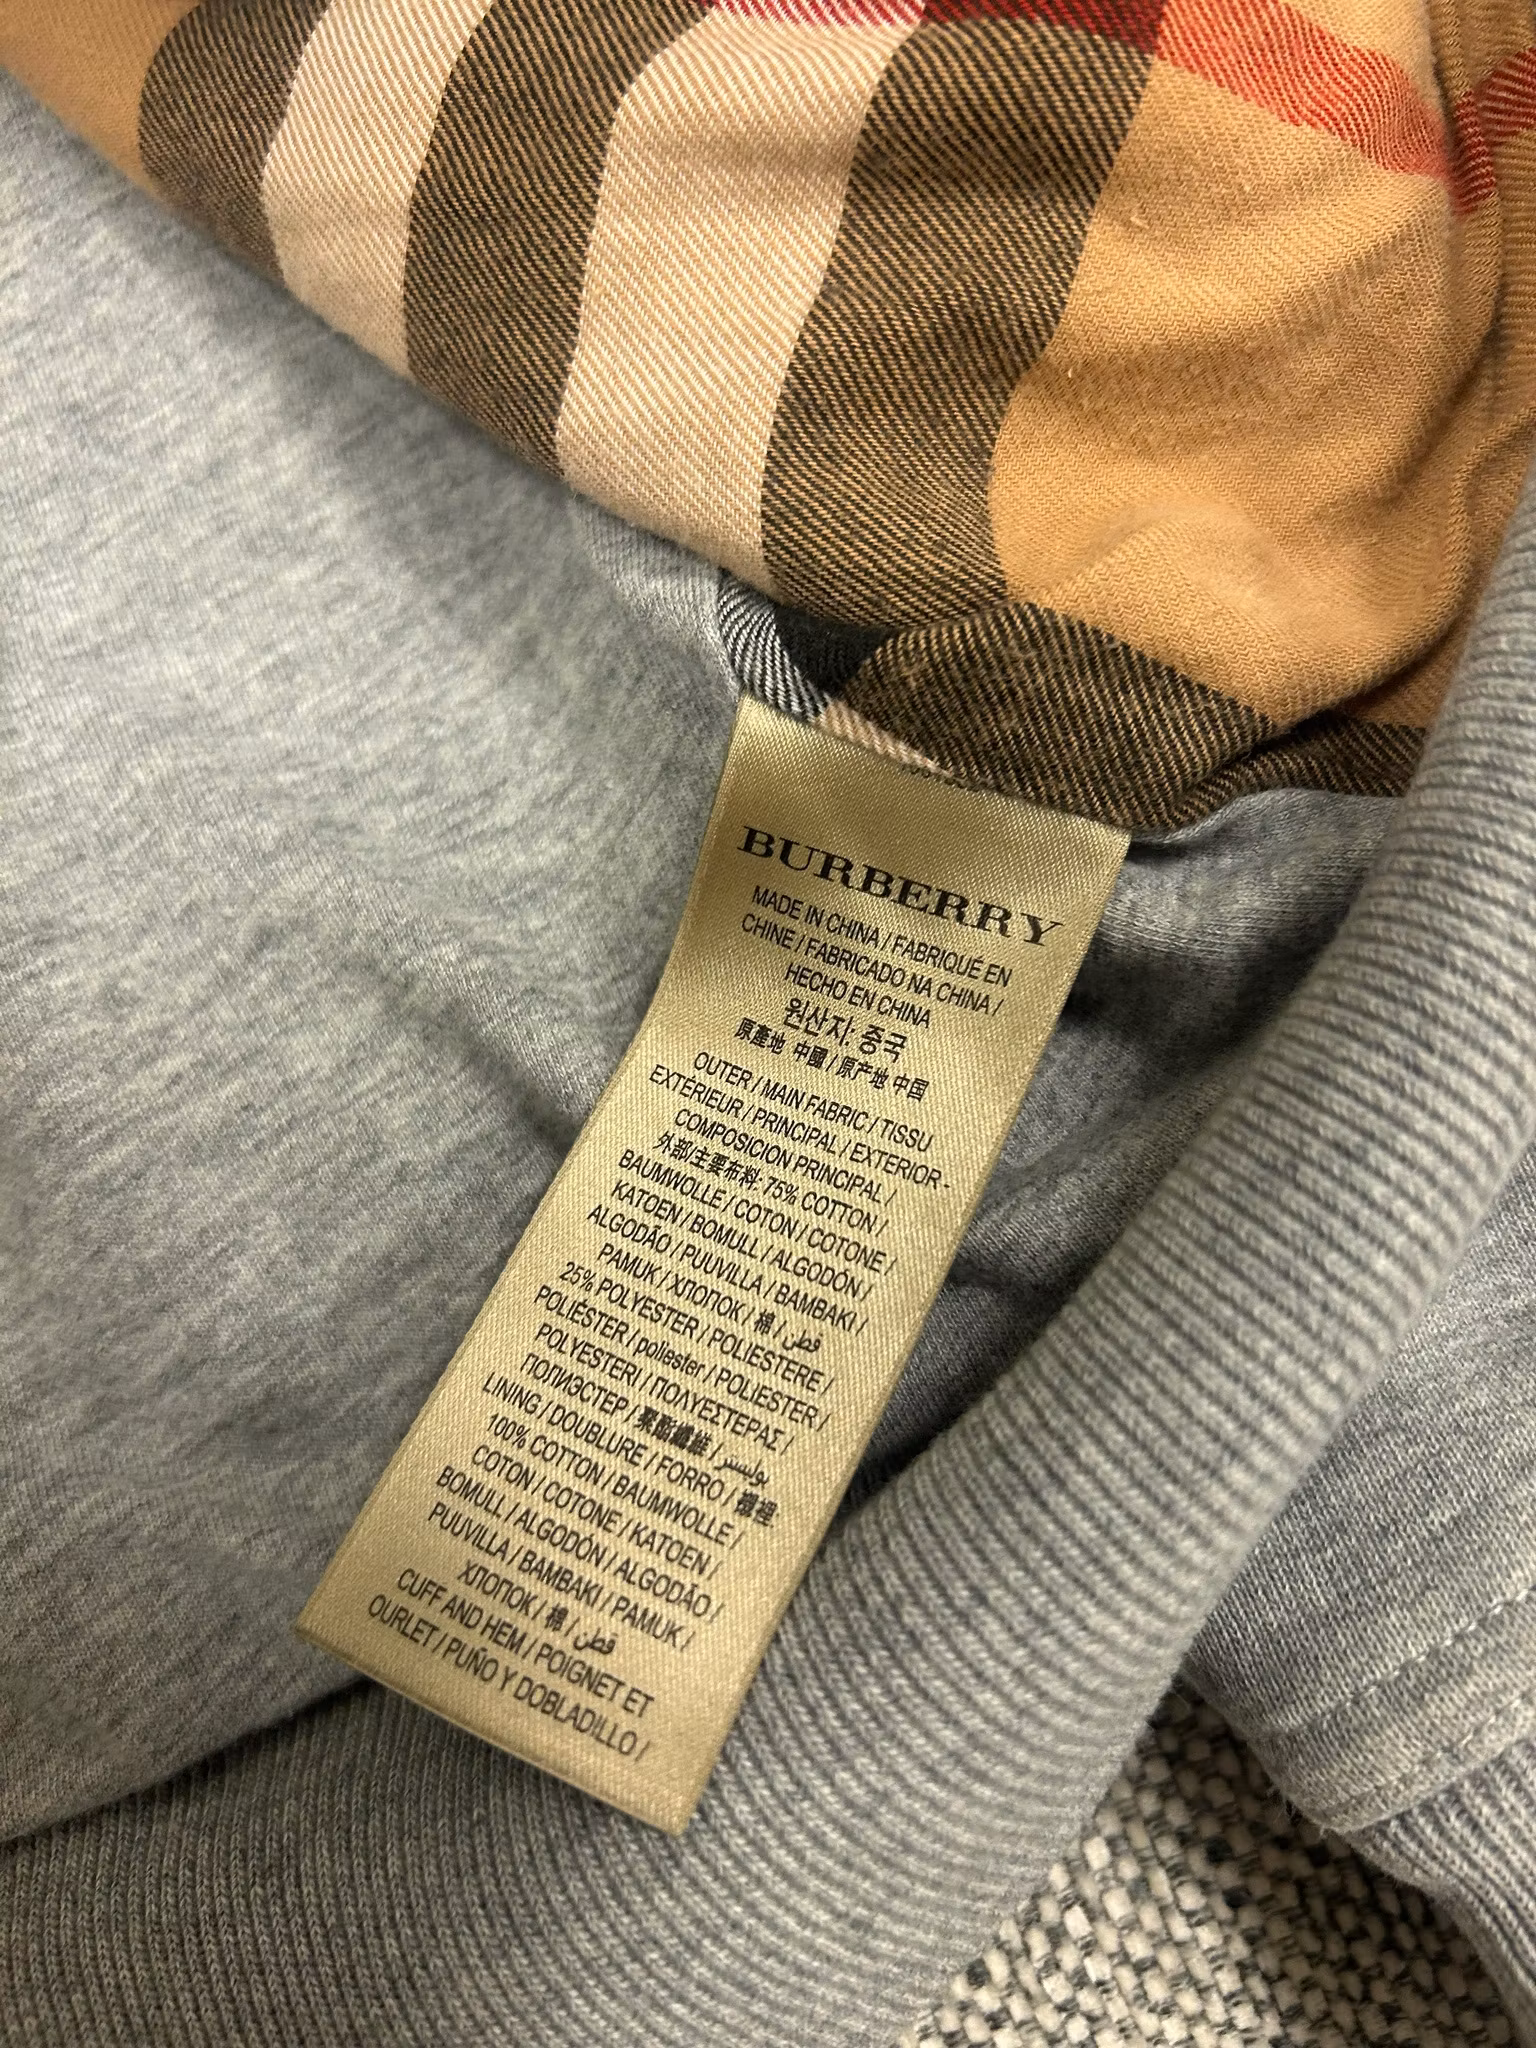 BURBERRY
MADE IN CHINA / FABRIQUÉ EN
CHINE / FABRICADO NA CHINA /
HECHO EN CHINA
원산지: 중국
原產地 中國 / 原产地 中国
OUTER / MAIN FABRIC / TISSU
EXTÉRIEUR / PRINCIPAL / EXTERIOR -
COMPOSICION PRINCIPAL /
外部/主要布料: 75% COTTON /
BAUMWOLLE / COTON / COTONE /
KATOEN / BOMULL / ALGODÓN /
ALGODÃO / PUUVILLA / BAMBAKI /
PAMUK / ХЛОПОК / 棉 / قطن
25% POLYESTER / POLIESTERE /
POLIÉSTER / poliester / POLIESTER /
POLYESTERI / ΠΟΛΥΕΣΤΕΡΑΣ /
ПОЛИЭСТЕР / 聚酯纖維 / بوليستر
LINING / DOUBLURE / FORRO / 襯裡:
100% COTTON / BAUMWOLLE /
COTON / COTONE / KATOEN /
BOMULL / ALGODÓN / ALGODÃO /
PUUVILLA / BAMBAKI / PAMUK /
ХЛОПОК / 棉 / قطن
CUFF AND HEM / POIGNET ET
OURLET / PUÑO Y DOBLADILLO /